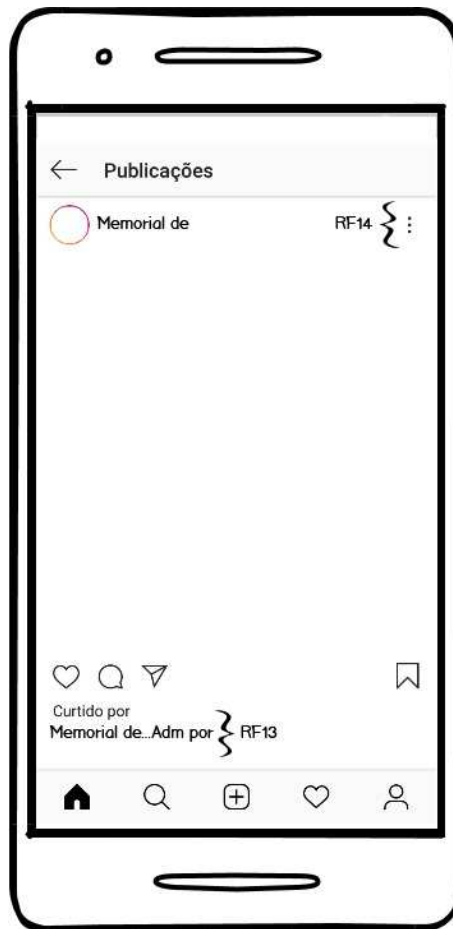 Publicações
Memorial de RF14
Curtido por
Memorial de...Adm por RF13